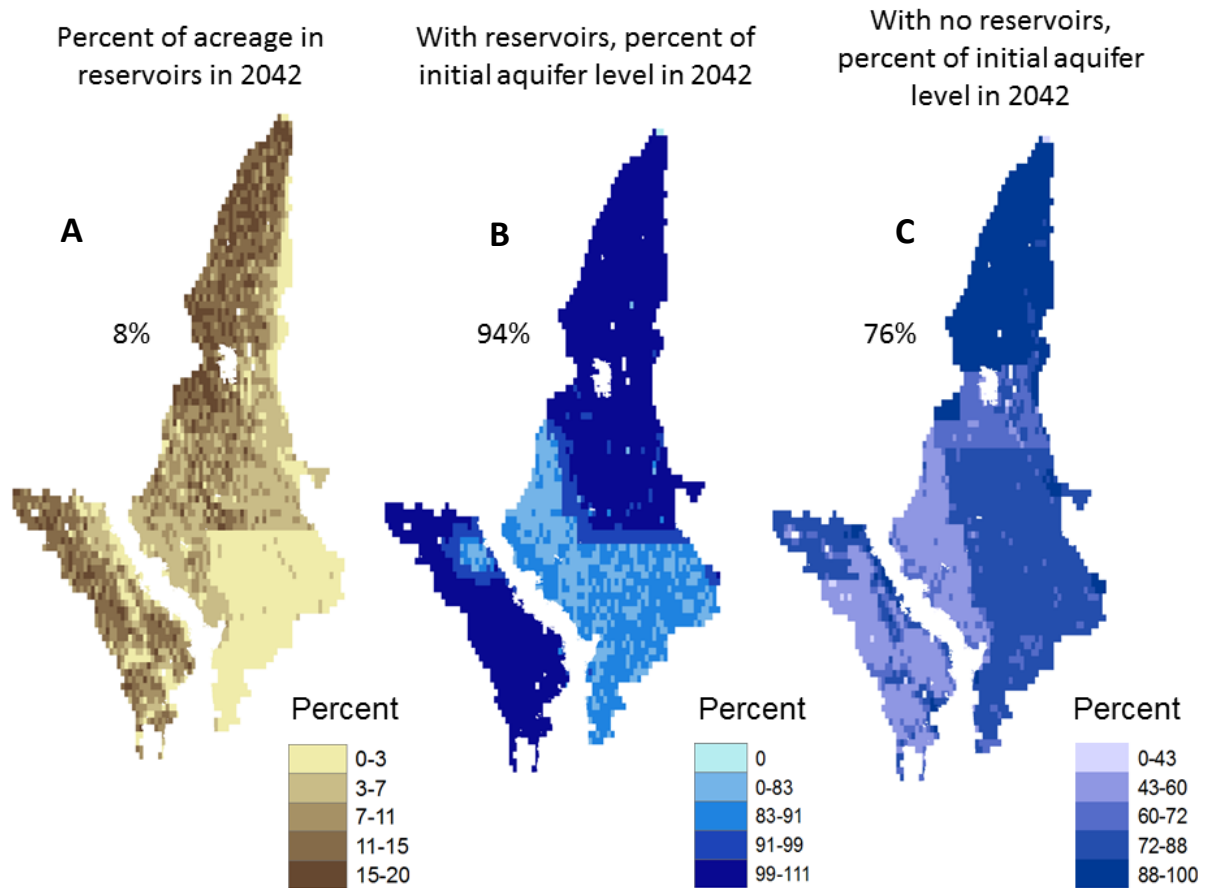 Percent of acreage in
reservoirs in 2042
With reservoirs, percent of
initial aquifer level in 2042
With no reservoirs,
percent of initial aquifer
level in 2042
A
B
C
8%
94%
76%
Percent
0-3
3-7
7-11
11-15
15-20
Percent
0
0-83
83-91
91-99
99-111
Percent
0-43
43-60
60-72
72-88
88-100